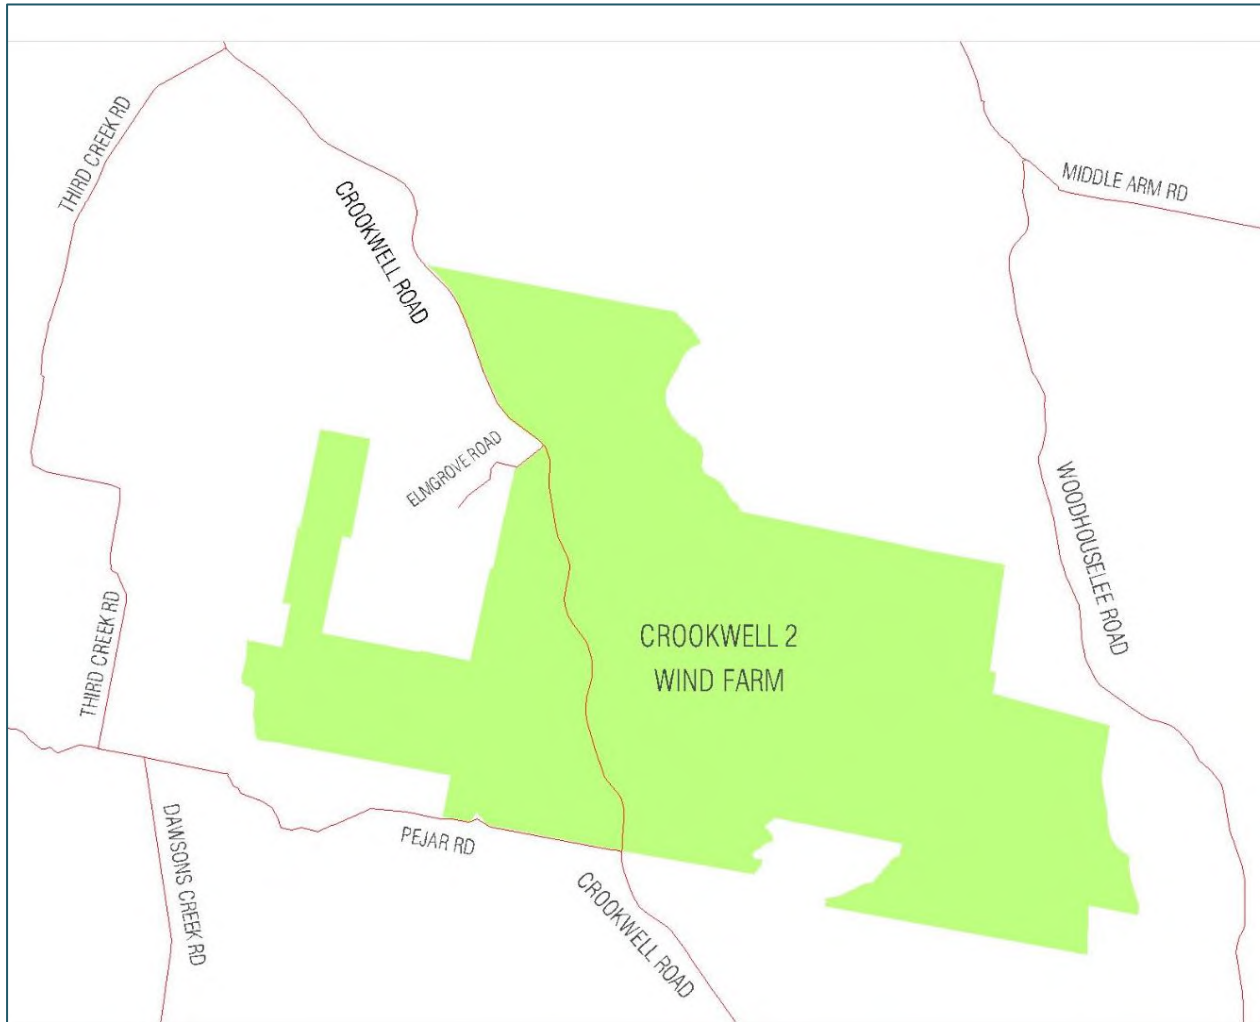 THIRD CREEK RD
MIDDLE ARM RD
CROOKWELL ROAD
ELMGROVE ROAD
WOODHOUSELEE ROAD
THIRD CREEK RD
CROOKWELL 2
WIND FARM
DAWSONS CREEK RD
PEJAR RD
CROOKWELL ROAD